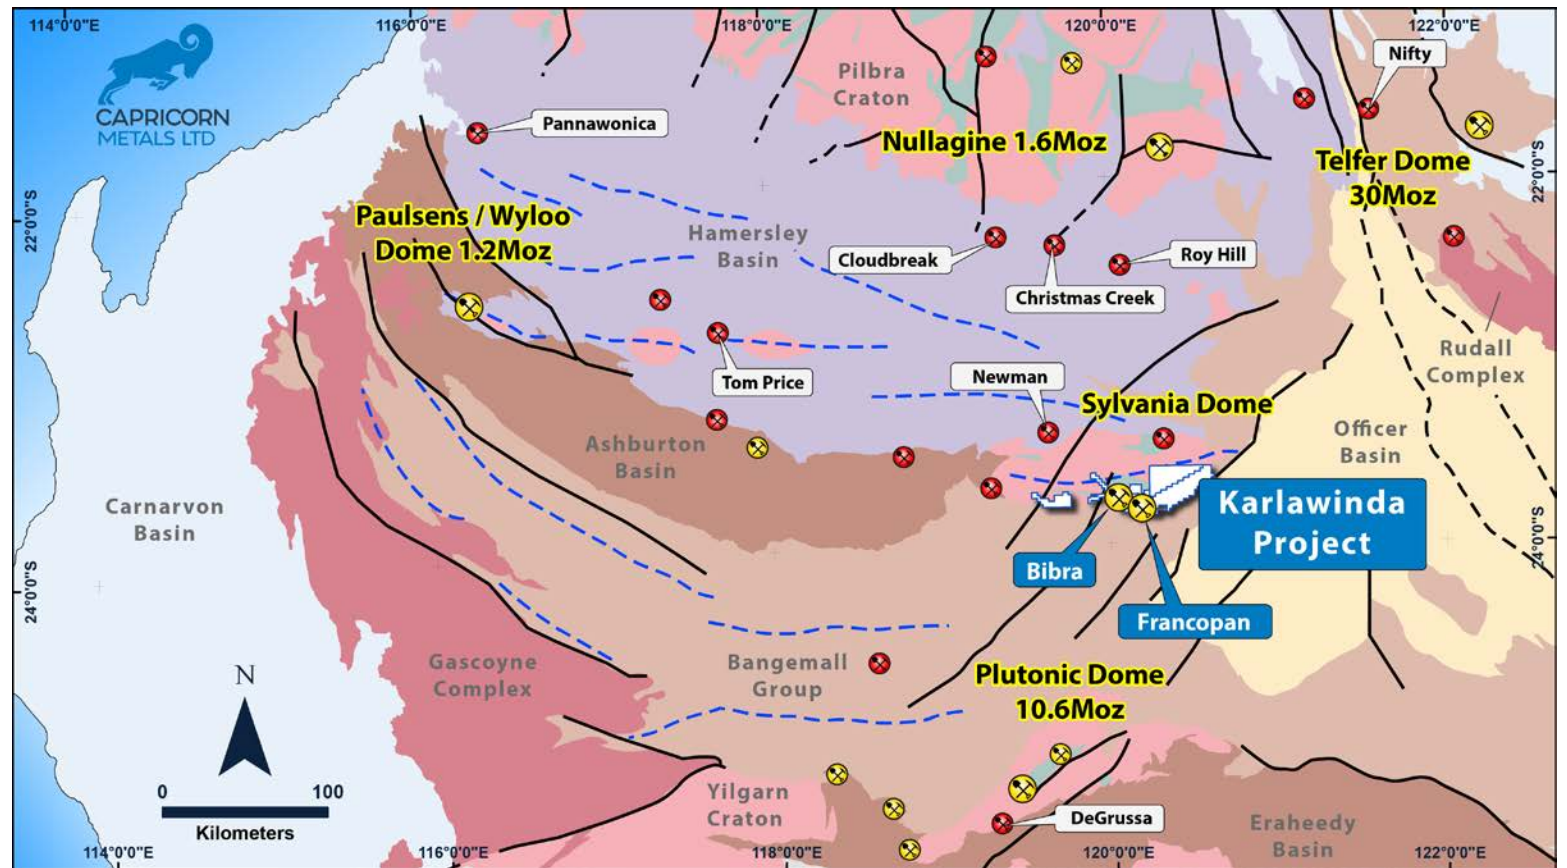 114°0'0"E
116°0'0"E
118°0'0"E
120°0'0"E
122°0'0"E
CAPRICORN
METALS LTD
Pilbra
Craton
Nifty
Pannawonica
Nullagine 1.6Moz
Telfer Dome
30Moz
22°0'0"S
22°0'0"S
Paulsens / Wyloo
Dome 1.2Moz
Hamersley
Basin
Cloudbreak
Roy Hill
Christmas Creek
Rudall
Complex
Tom Price
Newman
Sylvania Dome
Ashburton
Basin
Officer
Basin
Carnarvon
Basin
Karlawinda
Project
24°0'0"S
24°0'0"S
Bibra
Francopan
Gascoyne
Complex
Bangemall
Group
Plutonic Dome
10.6Moz
N
0
100
Kilometers
Yilgarn
Craton
DeGrussa
Eraheedy
Basin
114°0'0"E
116°0'0"E
118°0'0"E
120°0'0"E
122°0'0"E